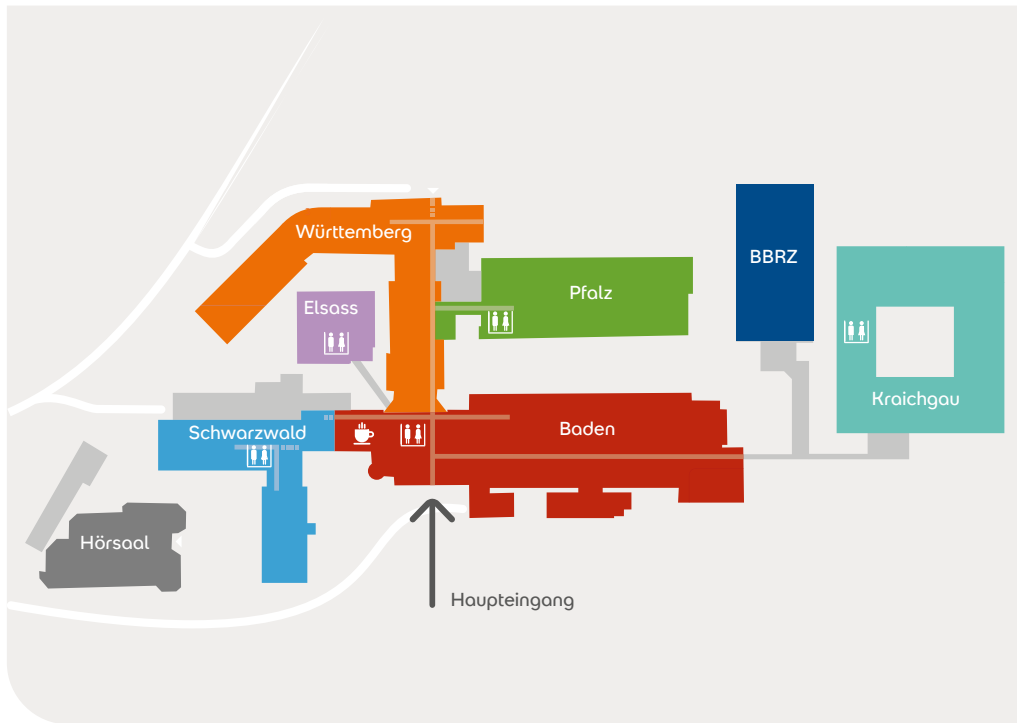 Württemberg
BBRZ
Pfalz
Elsass
Kraichgau
Schwarzwald
Baden
Hörsaal
Haupteingang